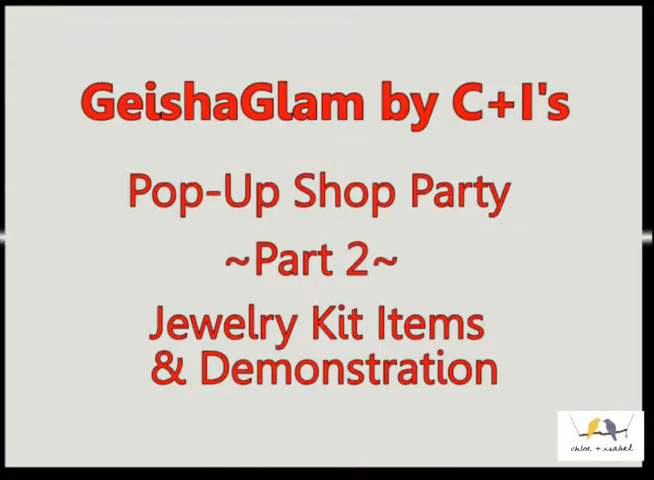 GeishaGlam by C+I's
Pop-Up Shop Party
~Part 2~
Jewelry Kit Items
& Demonstration
chloe + isabel